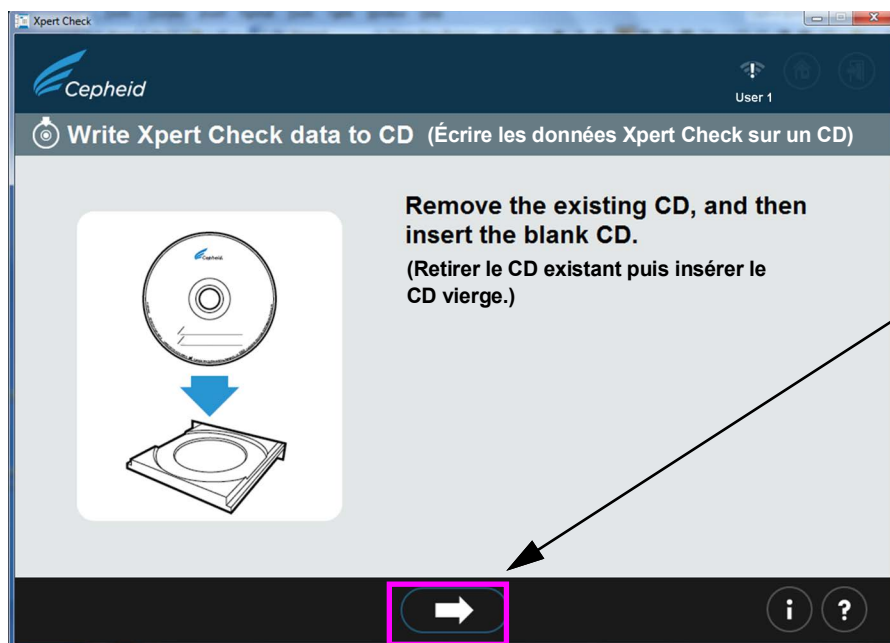 Xpert Check
Cepheid
User 1
Write Xpert Check data to CD (Écrire les données Xpert Check sur un CD)
Remove the existing CD, and then
insert the blank CD.
(Retirer le CD existant puis insérer le
CD vierge.)
Cepheid
i ?